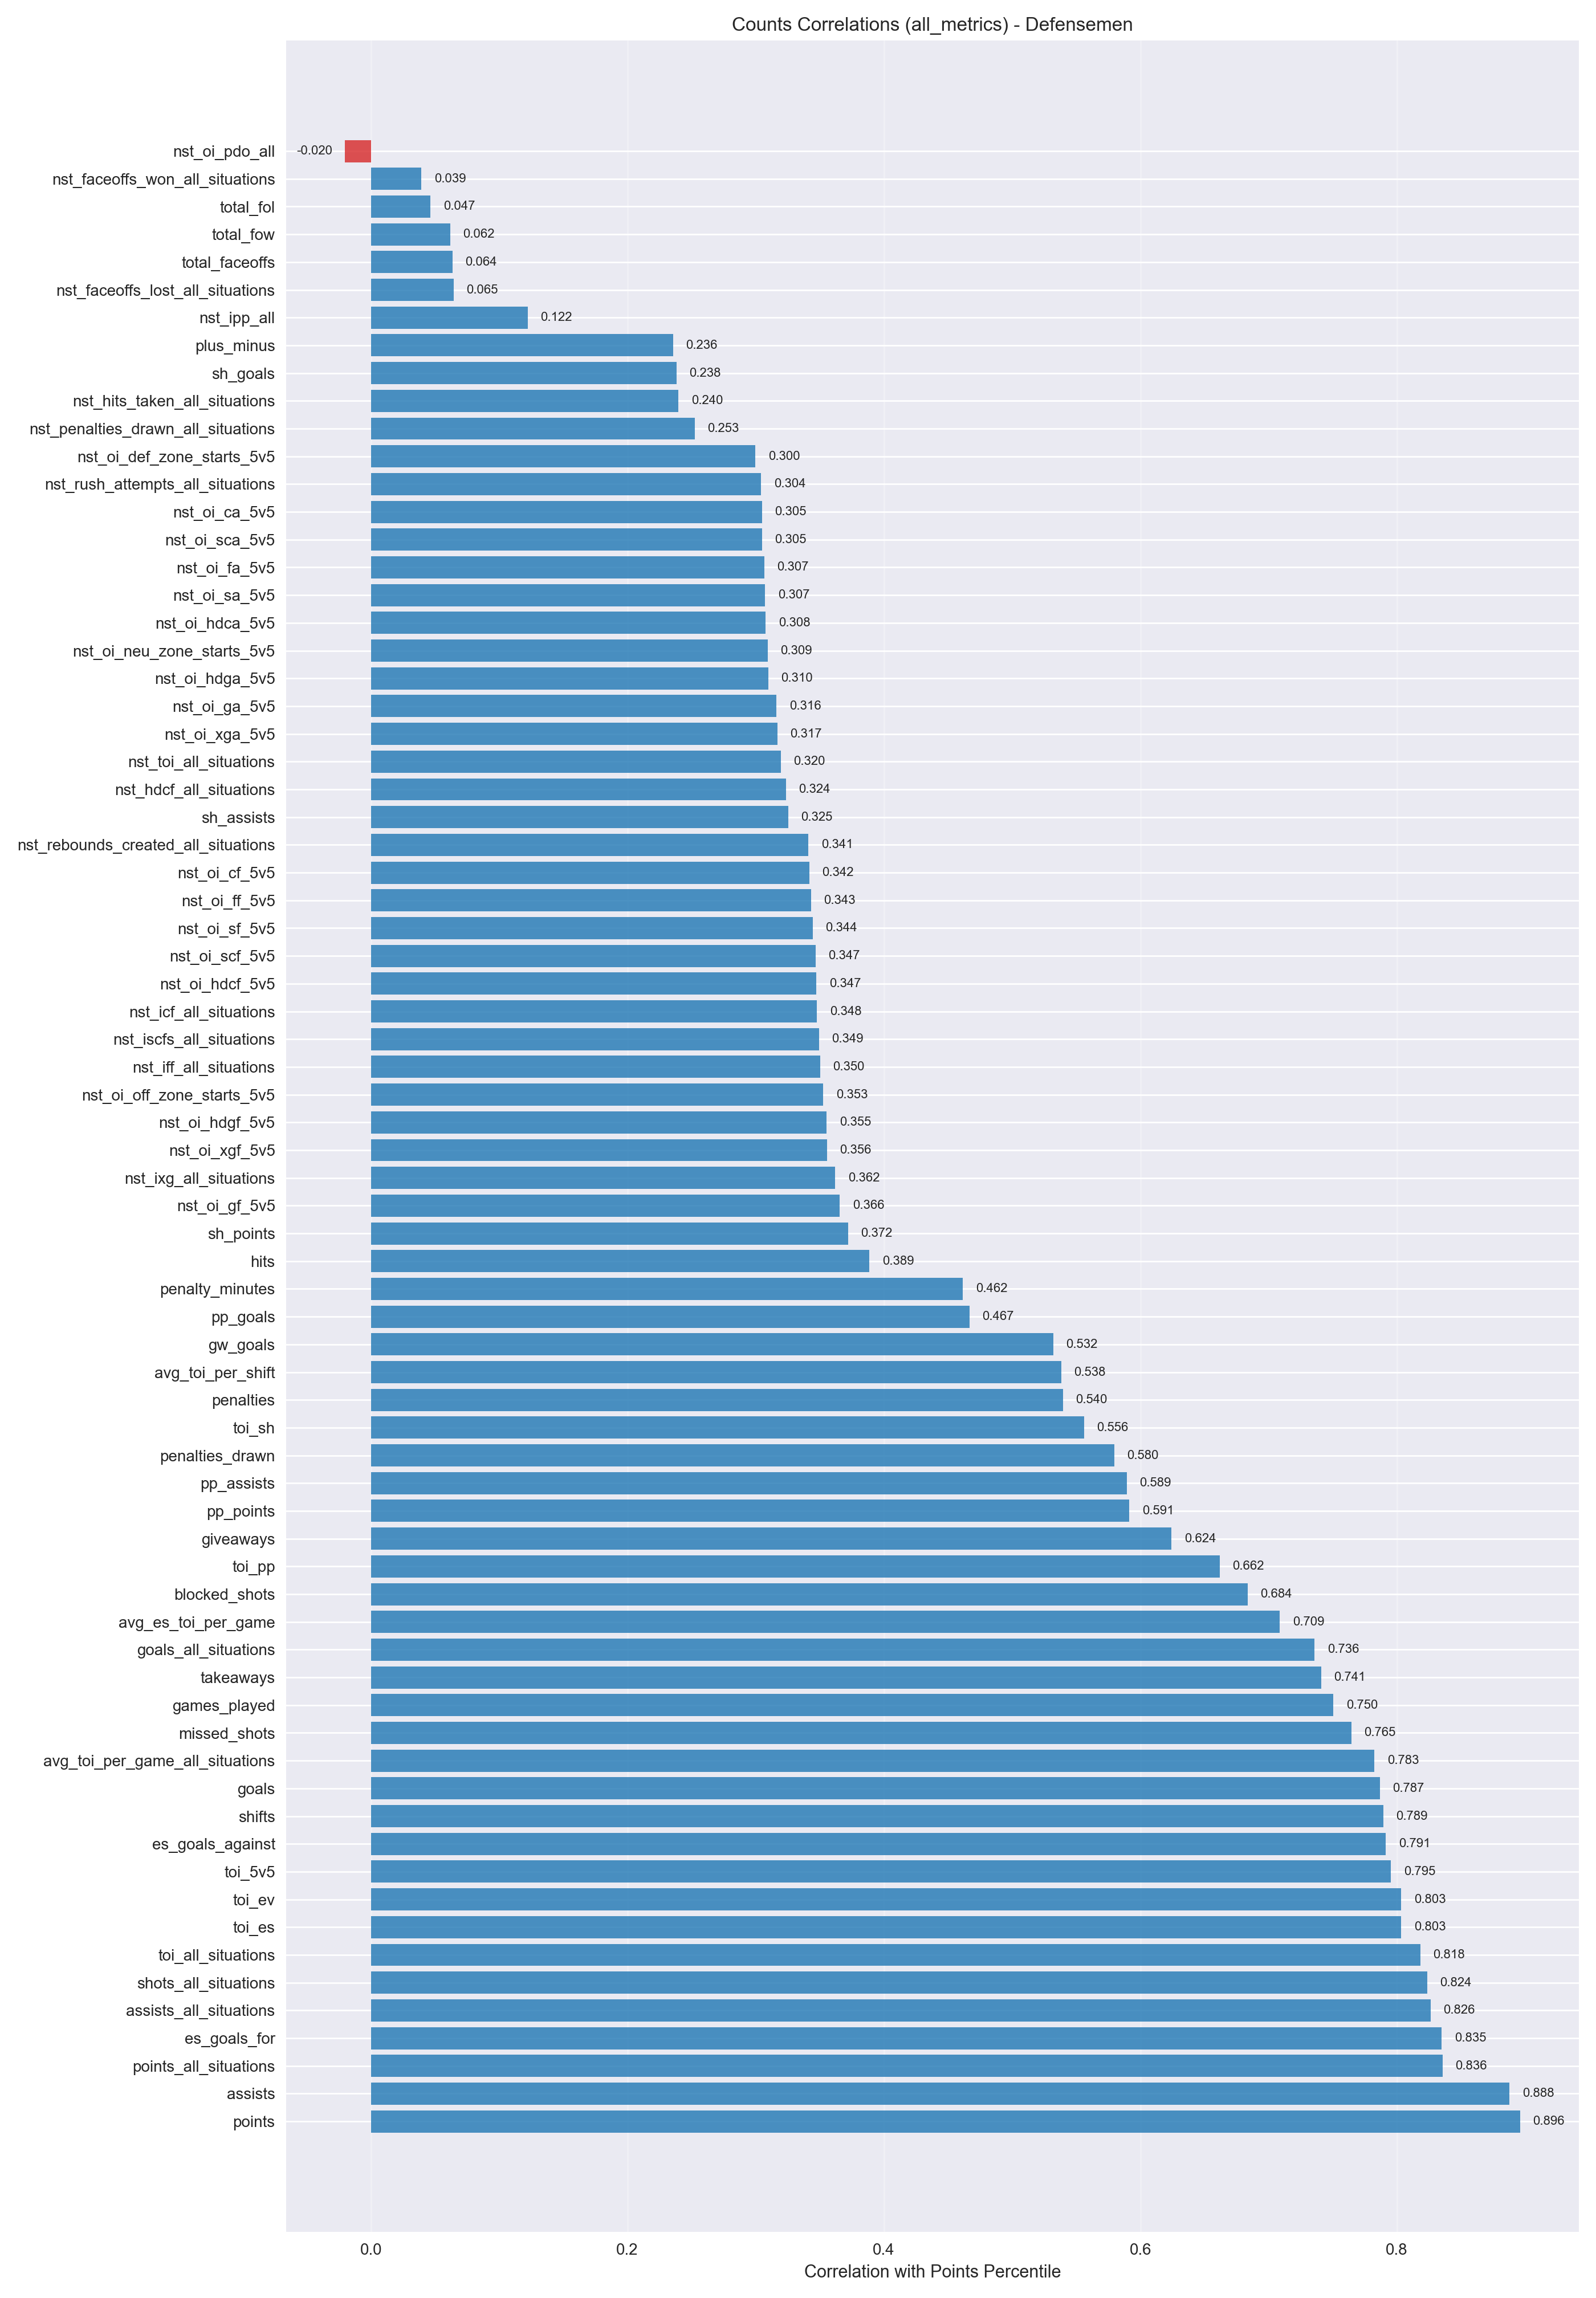 Counts Correlations (all_metrics) - Defensemen
nst_oi_pdo_all -0.020
nst_faceoffs_won_all_situations 0.039
total_fol 0.047
total_fow 0.062
total_faceoffs 0.064
nst_faceoffs_lost_all_situations 0.065
nst_ipp_all 0.122
plus_minus 0.236
sh_goals 0.238
nst_hits_taken_all_situations 0.240
nst_penalties_drawn_all_situations 0.253
nst_oi_def_zone_starts_5v5 0.300
nst_rush_attempts_all_situations 0.304
nst_oi_ca_5v5 0.305
nst_oi_sca_5v5 0.305
nst_oi_fa_5v5 0.307
nst_oi_sa_5v5 0.307
nst_oi_hdca_5v5 0.308
nst_oi_neu_zone_starts_5v5 0.309
nst_oi_hdga_5v5 0.310
nst_oi_ga_5v5 0.316
nst_oi_xga_5v5 0.317
nst_toi_all_situations 0.320
nst_hdcf_all_situations 0.324
sh_assists 0.325
nst_rebounds_created_all_situations 0.341
nst_oi_cf_5v5 0.342
nst_oi_ff_5v5 0.343
nst_oi_sf_5v5 0.344
nst_oi_scf_5v5 0.347
nst_oi_hdcf_5v5 0.347
nst_icf_all_situations 0.348
nst_iscfs_all_situations 0.349
nst_iff_all_situations 0.350
nst_oi_off_zone_starts_5v5 0.353
nst_oi_hdgf_5v5 0.355
nst_oi_xgf_5v5 0.356
nst_ixg_all_situations 0.362
nst_oi_gf_5v5 0.366
sh_points 0.372
hits 0.389
penalty_minutes 0.462
pp_goals 0.467
gw_goals 0.532
avg_toi_per_shift 0.538
penalties 0.540
toi_sh 0.556
penalties_drawn 0.580
pp_assists 0.589
pp_points 0.591
giveaways 0.624
toi_pp 0.662
blocked_shots 0.684
avg_es_toi_per_game 0.709
goals_all_situations 0.736
takeaways 0.741
games_played 0.750
missed_shots 0.765
avg_toi_per_game_all_situations 0.783
goals 0.787
shifts 0.789
es_goals_against 0.791
toi_5v5 0.795
toi_ev 0.803
toi_es 0.803
toi_all_situations 0.818
shots_all_situations 0.824
assists_all_situations 0.826
es_goals_for 0.835
points_all_situations 0.836
assists 0.888
points 0.896
0.0 0.2 0.4 0.6 0.8
Correlation with Points Percentile